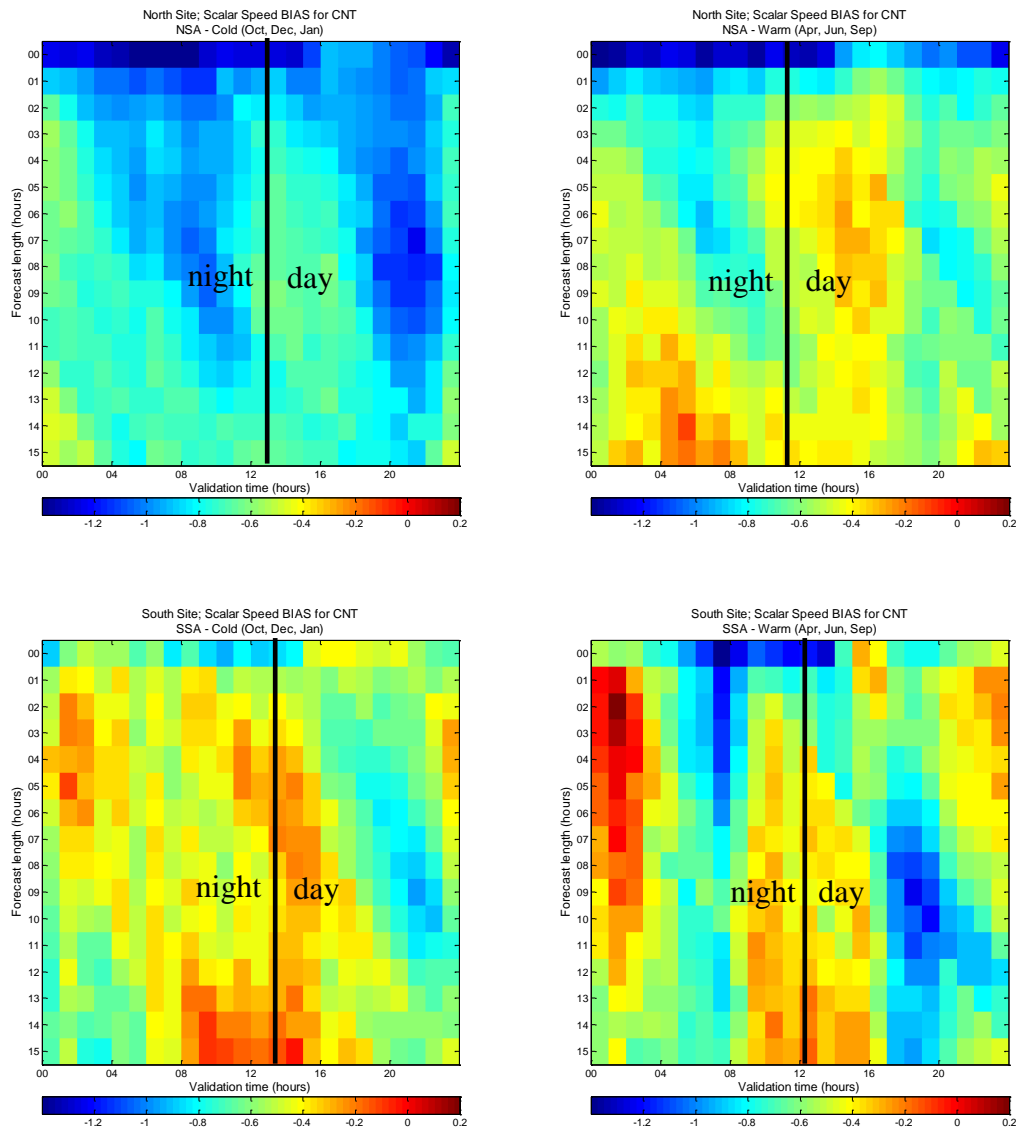 North Site; Scalar Speed BIAS for CNT
NSA - Cold (Oct, Dec, Jan)
Forecast length (hours)
00
01
02
03
04
05
06
07
08
09
10
11
12
13
14
15
night
day
00 04 08 12 16 20
Validation time (hours)
-1.2 -1 -0.8 -0.6 -0.4 -0.2 0 0.2
North Site; Scalar Speed BIAS for CNT
NSA - Warm (Apr, Jun, Sep)
Forecast length (hours)
00
01
02
03
04
05
06
07
08
09
10
11
12
13
14
15
night
day
00 04 08 12 16 20
Validation time (hours)
-1.2 -1 -0.8 -0.6 -0.4 -0.2 0 0.2
South Site; Scalar Speed BIAS for CNT
SSA - Cold (Oct, Dec, Jan)
Forecast length (hours)
00
01
02
03
04
05
06
07
08
09
10
11
12
13
14
15
night
day
00 04 08 12 16 20
Validation time (hours)
-1.2 -1 -0.8 -0.6 -0.4 -0.2 0 0.2
South Site; Scalar Speed BIAS for CNT
SSA - Warm (Apr, Jun, Sep)
Forecast length (hours)
00
01
02
03
04
05
06
07
08
09
10
11
12
13
14
15
night
day
00 04 08 12 16 20
Validation time (hours)
-1.2 -1 -0.8 -0.6 -0.4 -0.2 0 0.2